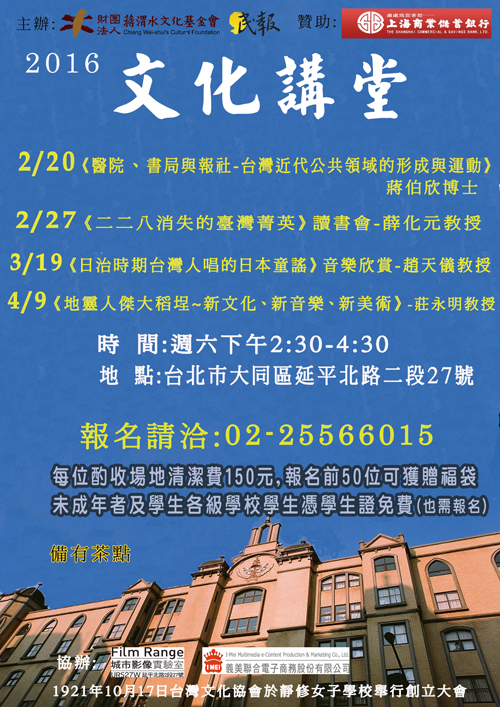 主辦: 財團法人 蔣渭水文化基金會 Chiang Wei-shui's Cultural Foundation 民報 贊助: 上海商業儲蓄銀行 THE SHANGHAI COMMERCIAL & SAVINGS BANK, LTD.
2016 文化講堂
2/20《醫院、書局與報社-台灣近代公共領域的形成與運動》
蔣伯欣博士
2/27《二二八消失的臺灣菁英》讀書會-薛化元教授
3/19《日治時期台灣人唱的日本童謠》音樂欣賞-趙天儀教授
4/9《地靈人傑大稻埕~新文化、新音樂、新美術》-莊永明教授
時 間:週六下午2:30-4:30
地 點:台北市大同區延平北路二段27號
報名請洽:02-25566015
每位酌收場地清潔費150元,報名前50位可獲贈福袋
未成年者及學生各級學校學生憑學生證免費(也需報名)
備有茶點
協辦:
Film Range
城市影像實驗室
UR527W 延平北路2段27號
I-Mei Multimedia e Content Production & Marketing Co., Ltd.
義美聯合電子商務股份有限公司
1921年10月17日台灣文化協會於靜修女子學校舉行創立大會